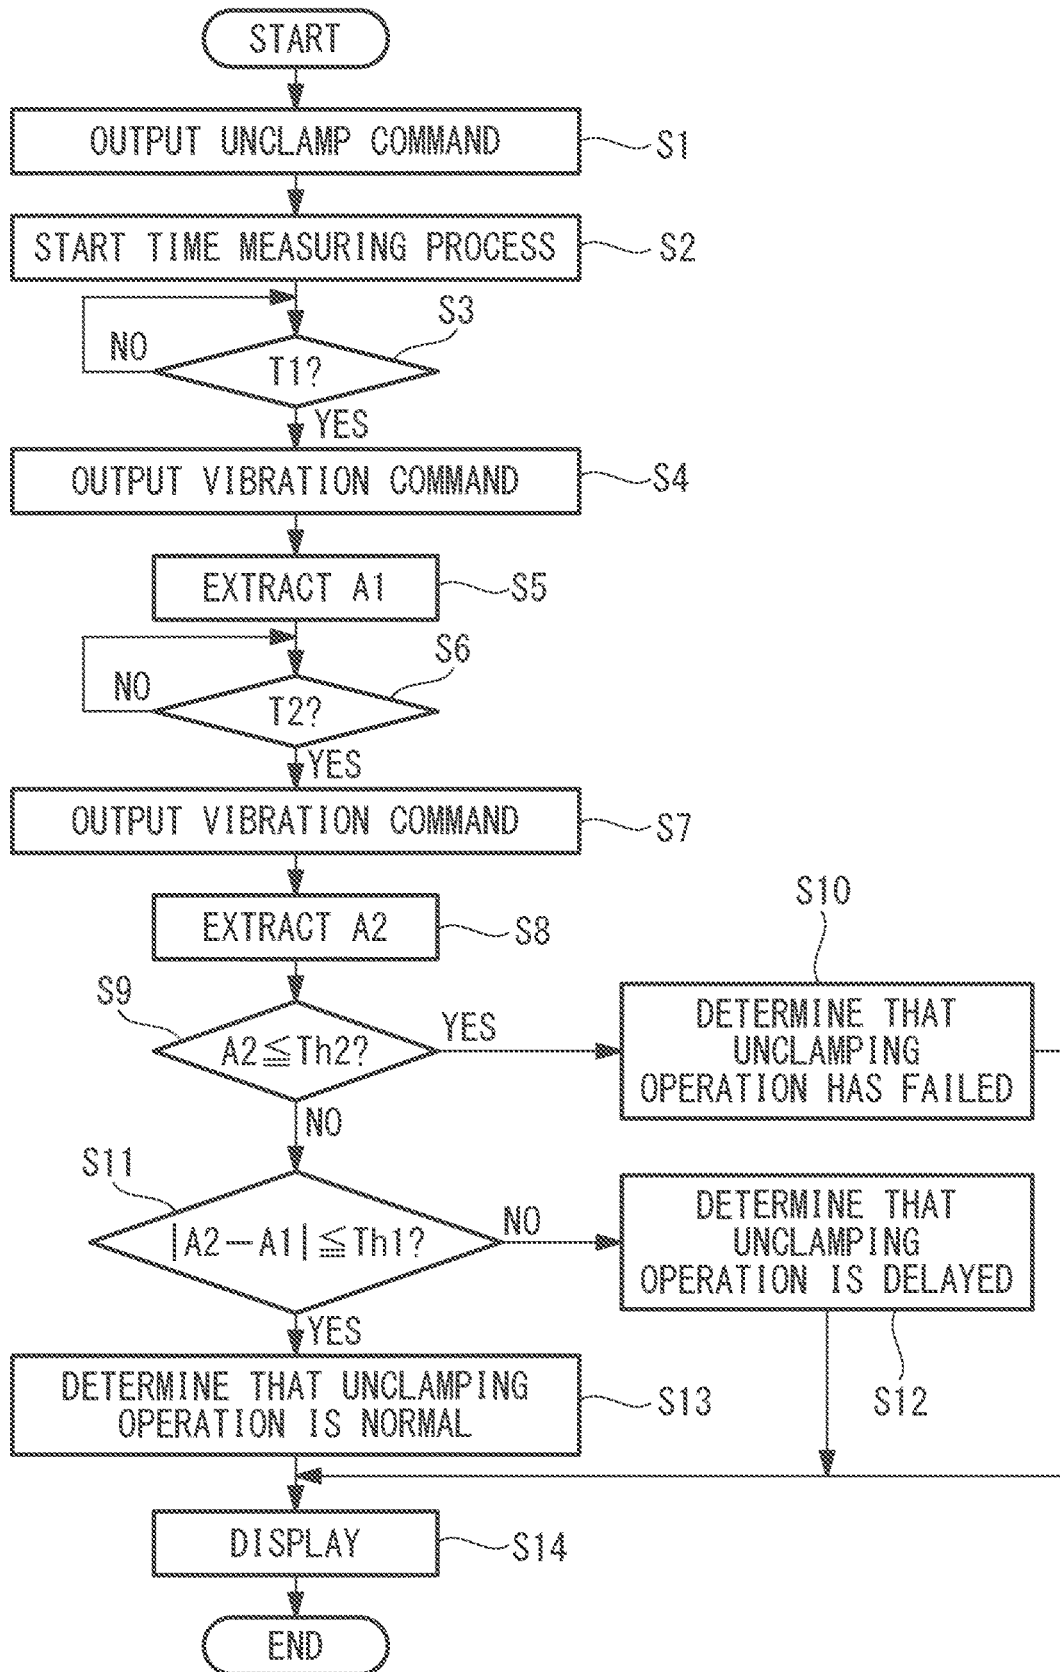 START
OUTPUT UNCLAMP COMMAND
S1
START TIME MEASURING PROCESS
S2
S3
NO
T1?
YES
OUTPUT VIBRATION COMMAND
S4
EXTRACT A1
S5
S6
NO
T2?
YES
OUTPUT VIBRATION COMMAND
S7
EXTRACT A2
S8
S9
A2≦Th2?
YES
S10
DETERMINE THAT
UNCLAMPING
OPERATION HAS FAILED
NO
S11
|A2−A1|≦Th1?
NO
DETERMINE THAT
UNCLAMPING
OPERATION IS DELAYED
S12
YES
DETERMINE THAT UNCLAMPING
OPERATION IS NORMAL
S13
DISPLAY
S14
END